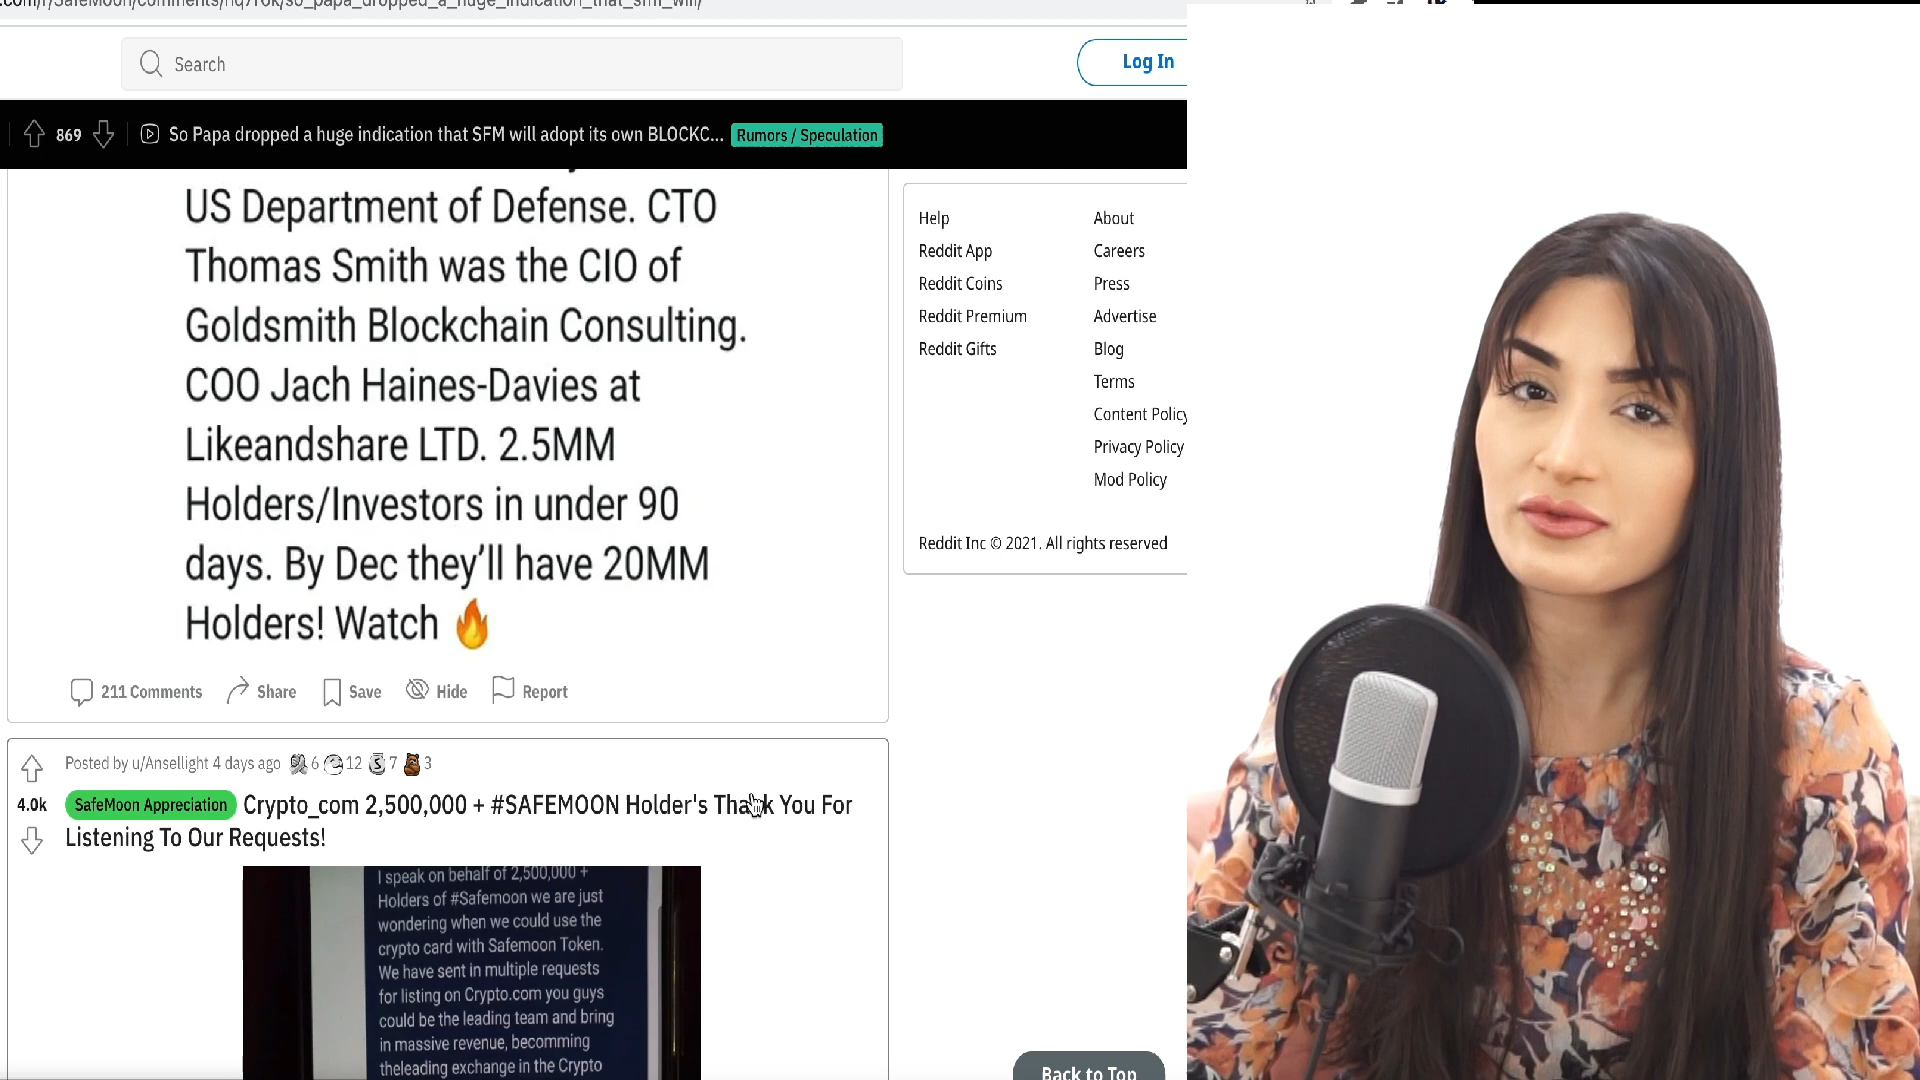 .com/r/SafeMoon/comments/nq7r6k/so_papa_dropped_a_huge_indication_that_sfm_will/
Search
Log In
869
So Papa dropped a huge indication that SFM will adopt its own BLOCKC...
Rumors / Speculation
US Department of Defense. CTO
Thomas Smith was the CIO of
Goldsmith Blockchain Consulting.
COO Jach Haines-Davies at
Likeandshare LTD. 2.5MM
Holders/Investors in under 90
days. By Dec they’ll have 20MM
Holders! Watch 🔥
211 Comments
Share
Save
Hide
Report
Help
About
Reddit App
Careers
Reddit Coins
Press
Reddit Premium
Advertise
Reddit Gifts
Blog
Terms
Content Policy
Privacy Policy
Mod Policy
Reddit Inc © 2021. All rights reserved
Posted by u/Ansellight 4 days ago 6 12 7 3
4.0k
SafeMoon Appreciation Crypto_com 2,500,000 + #SAFEMOON Holder's Thank You For
Listening To Our Requests!
I speak on behalf of 2,500,000 +
Holders of #Safemoon we are just
wondering when we could use the
crypto card with Safemoon Token.
We have sent in multiple requests
for listing on Crypto.com you guys
could be the leading team and bring
in massive revenue, becomming
theleading exchange in the Crypto
Back to Top